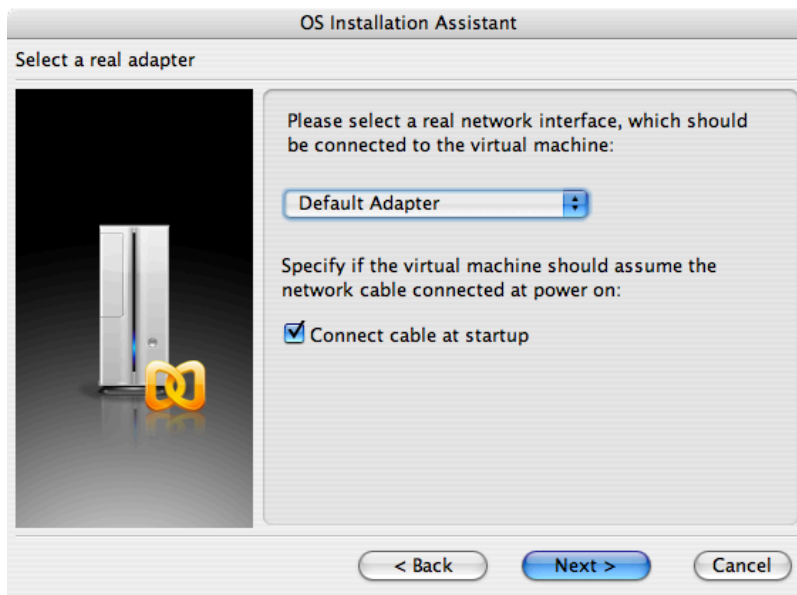 OS Installation Assistant
Select a real adapter
Please select a real network interface, which should
be connected to the virtual machine:
Default Adapter
Specify if the virtual machine should assume the
network cable connected at power on:
Connect cable at startup
< Back
Next >
Cancel